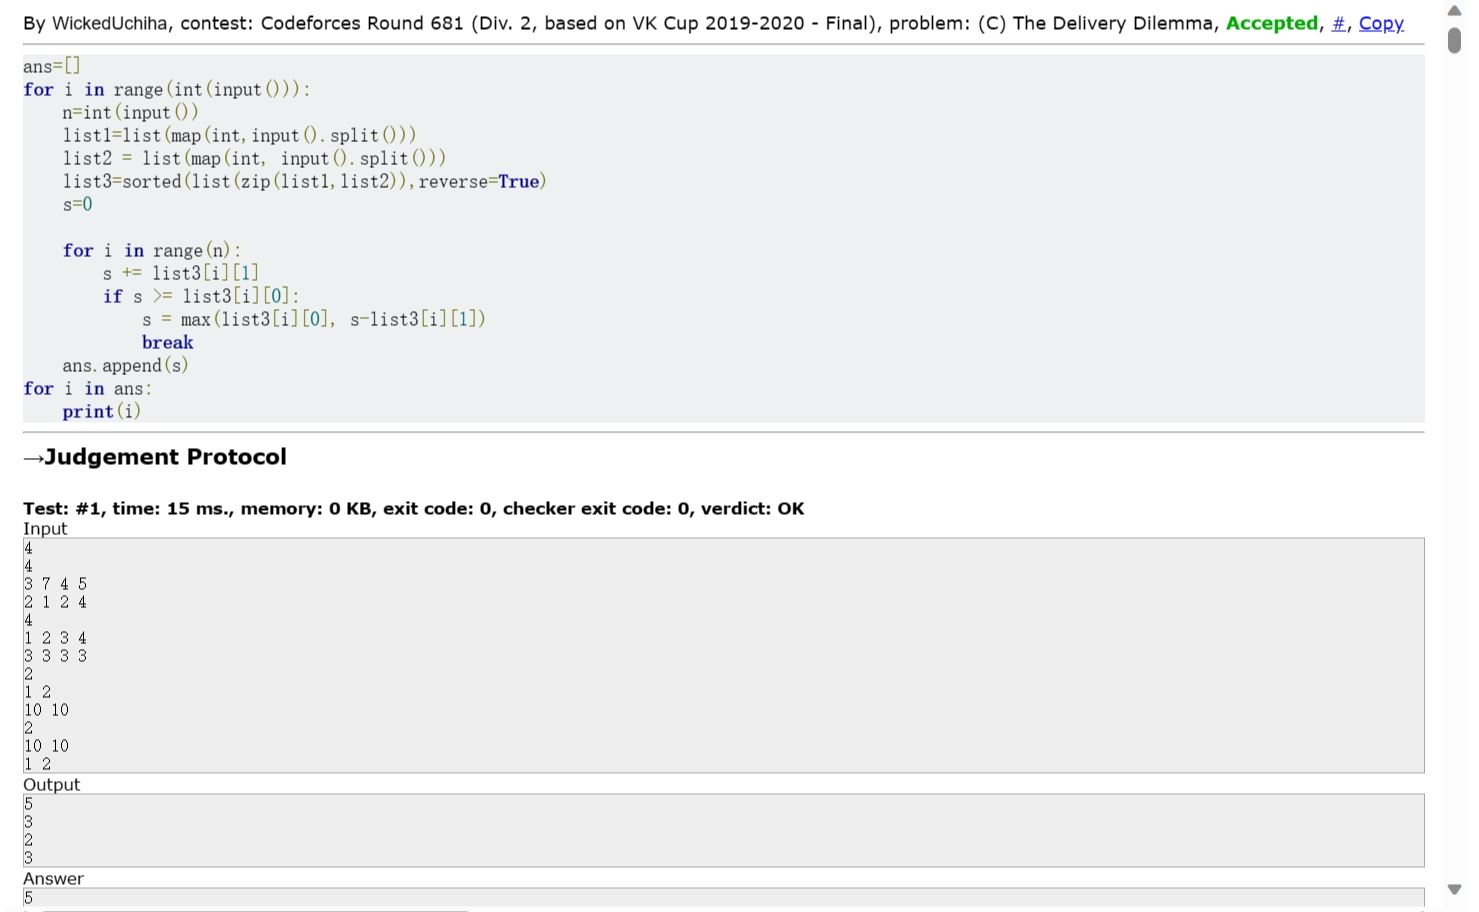 By WickedUchiha, contest: Codeforces Round 681 (Div. 2, based on VK Cup 2019-2020 - Final), problem: (C) The Delivery Dilemma, Accepted, #, Copy
ans=[]
for i in range(int(input())):
    n=int(input())
    list1=list(map(int,input().split()))
    list2 = list(map(int, input().split()))
    list3=sorted(list(zip(list1,list2)),reverse=True)
    s=0
    for i in range(n):
        s += list3[i][1]
        if s >= list3[i][0]:
            s = max(list3[i][0], s-list3[i][1])
            break
    ans.append(s)
for i in ans:
    print(i)
→Judgement Protocol
Test: #1, time: 15 ms., memory: 0 KB, exit code: 0, checker exit code: 0, verdict: OK
Input
4
4
3 7 4 5
2 1 2 4
4
1 2 3 4
3 3 3 3
2
1 2
10 10
2
10 10
1 2
Output
5
3
2
3
Answer
5